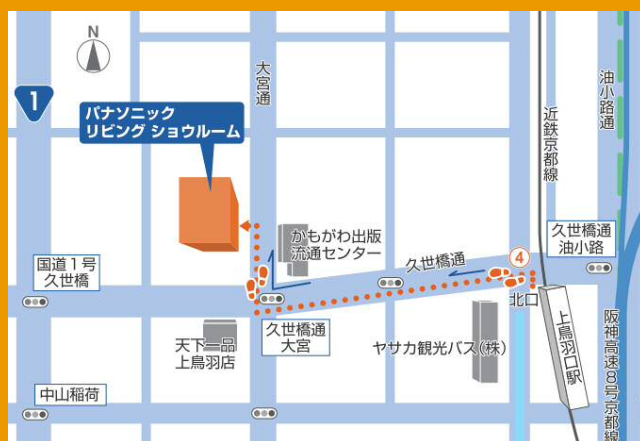 N
1
パナソニック
リビング ショウルーム
大宮通
油小路通
近鉄京都線
かもがわ出版
流通センター
久世橋通
④
久世橋通
油小路
国道1号
久世橋
北口
久世橋通
大宮
天下一品
上鳥羽店
ヤサカ観光バス(株)
上鳥羽口駅
阪神高速8号京都線
中山稲荷